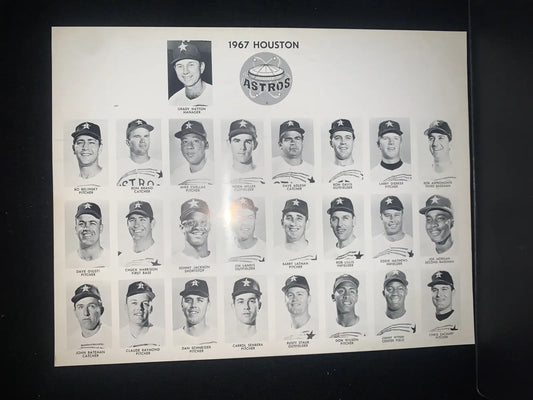 1967 HOUSTON
ASTROS
GRADY HATTON
MANAGER
BO BELINSKY
PITCHER
RON BRAND
CATCHER
MIKE CUELLAR
PITCHER
NORM MILLER
OUTFIELDER
DAVE ADLESH
CATCHER
RON DAVIS
OUTFIELDER
LARRY DIERKER
PITCHER
BOB ASPROMONTE
THIRD BASEMAN
DAVE GIUSTI
PITCHER
CHUCK HARRISON
FIRST BASE
SONNY JACKSON
SHORTSTOP
JIM LANDIS
OUTFIELDER
BARRY LATMAN
PITCHER
BOB LILLIS
INFIELDER
EDDIE MATHEWS
INFIELDER
JOE MORGAN
SECOND BASEMAN
JOHN BATEMAN
CATCHER
CLAUDE RAYMOND
PITCHER
DAN SCHNEIDER
PITCHER
CARROLL SEMBERA
PITCHER
RUSTY STAUB
OUTFIELDER
DON WILSON
PITCHER
JIMMY WYNN
CENTER FIELD
CHRIS ZACHARY
PITCHER